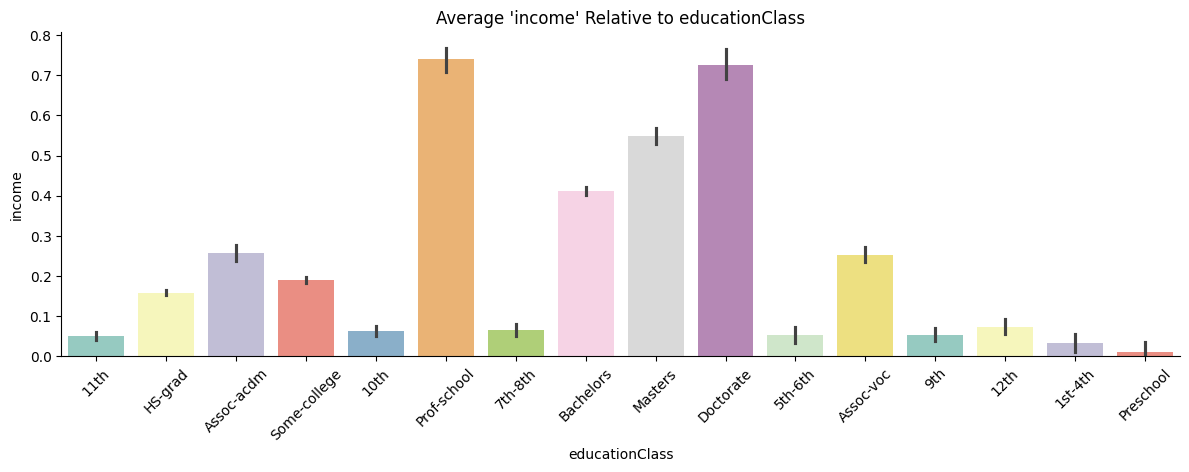 Average 'income' Relative to educationClass
0.8
0.7
0.6
0.5
0.4
0.3
0.2
0.1
0.0
income
11th
HS-grad
Assoc-acdm
Some-college
10th
Prof-school
7th-8th
Bachelors
Masters
Doctorate
5th-6th
Assoc-voc
9th
12th
1st-4th
Preschool
educationClass